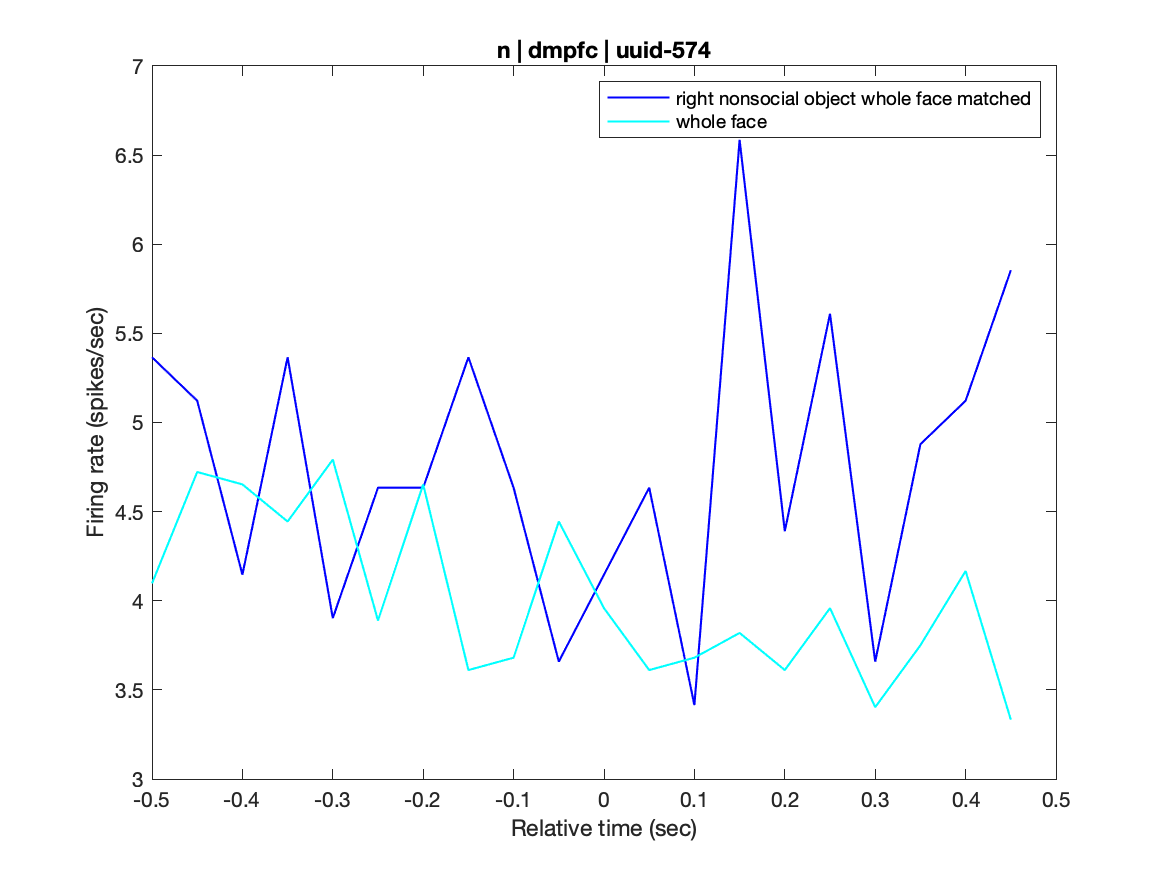 n | dmpfc | uuid-574
right nonsocial object whole face matched
whole face
7
6.5
6
5.5
5
4.5
4
3.5
3
Firing rate (spikes/sec)
-0.5 -0.4 -0.3 -0.2 -0.1 0 0.1 0.2 0.3 0.4 0.5
Relative time (sec)